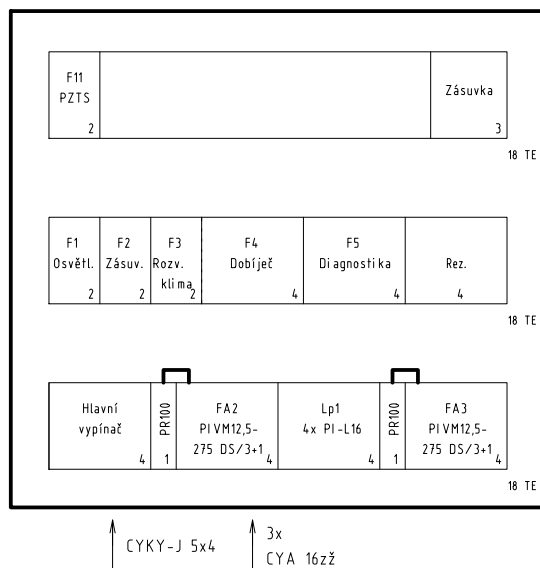 F11
PZTS
2
Zásuvka
3
18 TE
F1
Osvětl.
2
F2
Zásuv.
2
F3
Rozv.
klima
2
F4
Dobíječ
4
F5
Diagnostika
4
Rez.
4
18 TE
Hlavní
vypínač
4
PR100
1
FA2
PIVM12,5-
275 DS/3+1
4
Lp1
4x PI-L16
4
PR100
1
FA3
PIVM12,5-
275 DS/3+1
4
18 TE
CYKY-J 5x4
3x
CYA 16zž